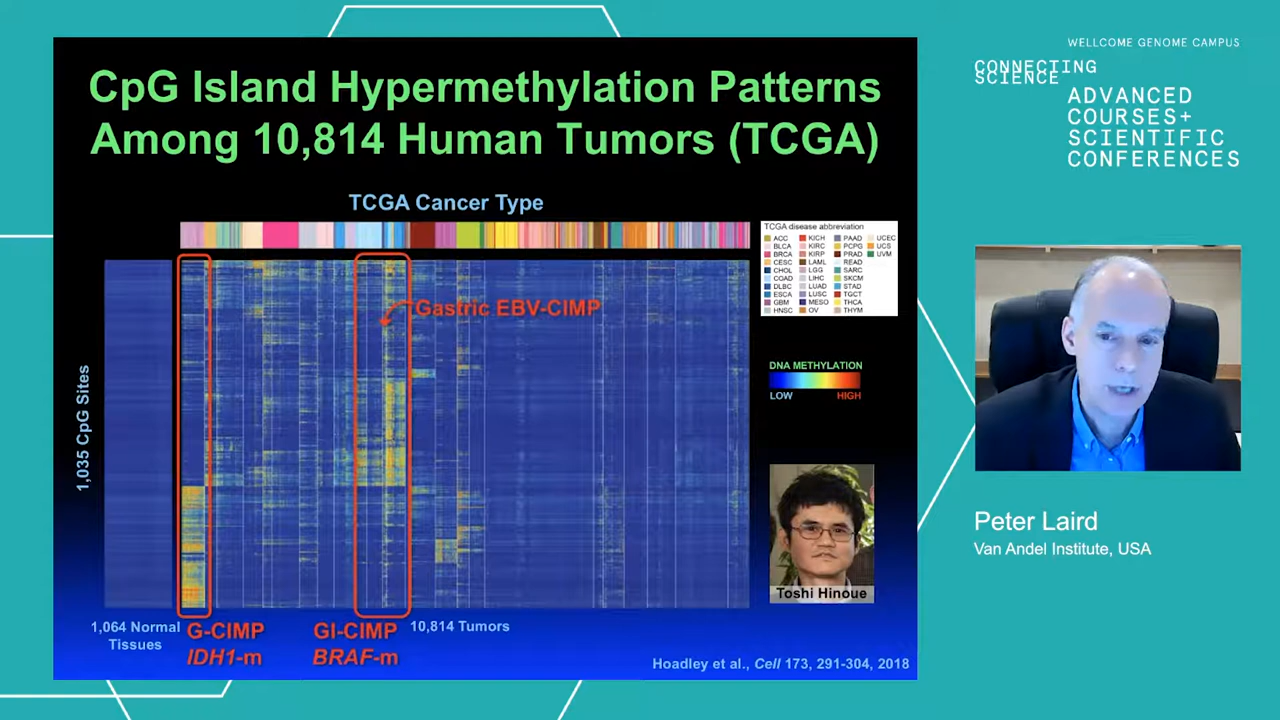 CpG Island Hypermethylation Patterns
Among 10,814 Human Tumors (TCGA)
TCGA Cancer Type
TCGA disease abbreviation
ACC KICH PAAD UCEC
BLCA KIRC PCPG UCS
BRCA KIRP PRAD UVM
CESC LAML READ
CHOL LGG SARC
COAD LIHC SKCM
DLBC LUAD STAD
ESCA LUSC TGCT
GBM MESO THCA
HNSC OV THYM
Gastric EBV-CIMP
1,035 CpG Sites
DNA METHYLATION
LOW HIGH
Toshi Hinoue
1,064 Normal
Tissues
G-CIMP
IDH1-m
GI-CIMP
BRAF-m
10,814 Tumors
Hoadley et al., Cell 173, 291-304, 2018
WELLCOME GENOME CAMPUS
CONNECTING
SCIENCE
ADVANCED
COURSES+
SCIENTIFIC
CONFERENCES
Peter Laird
Van Andel Institute, USA